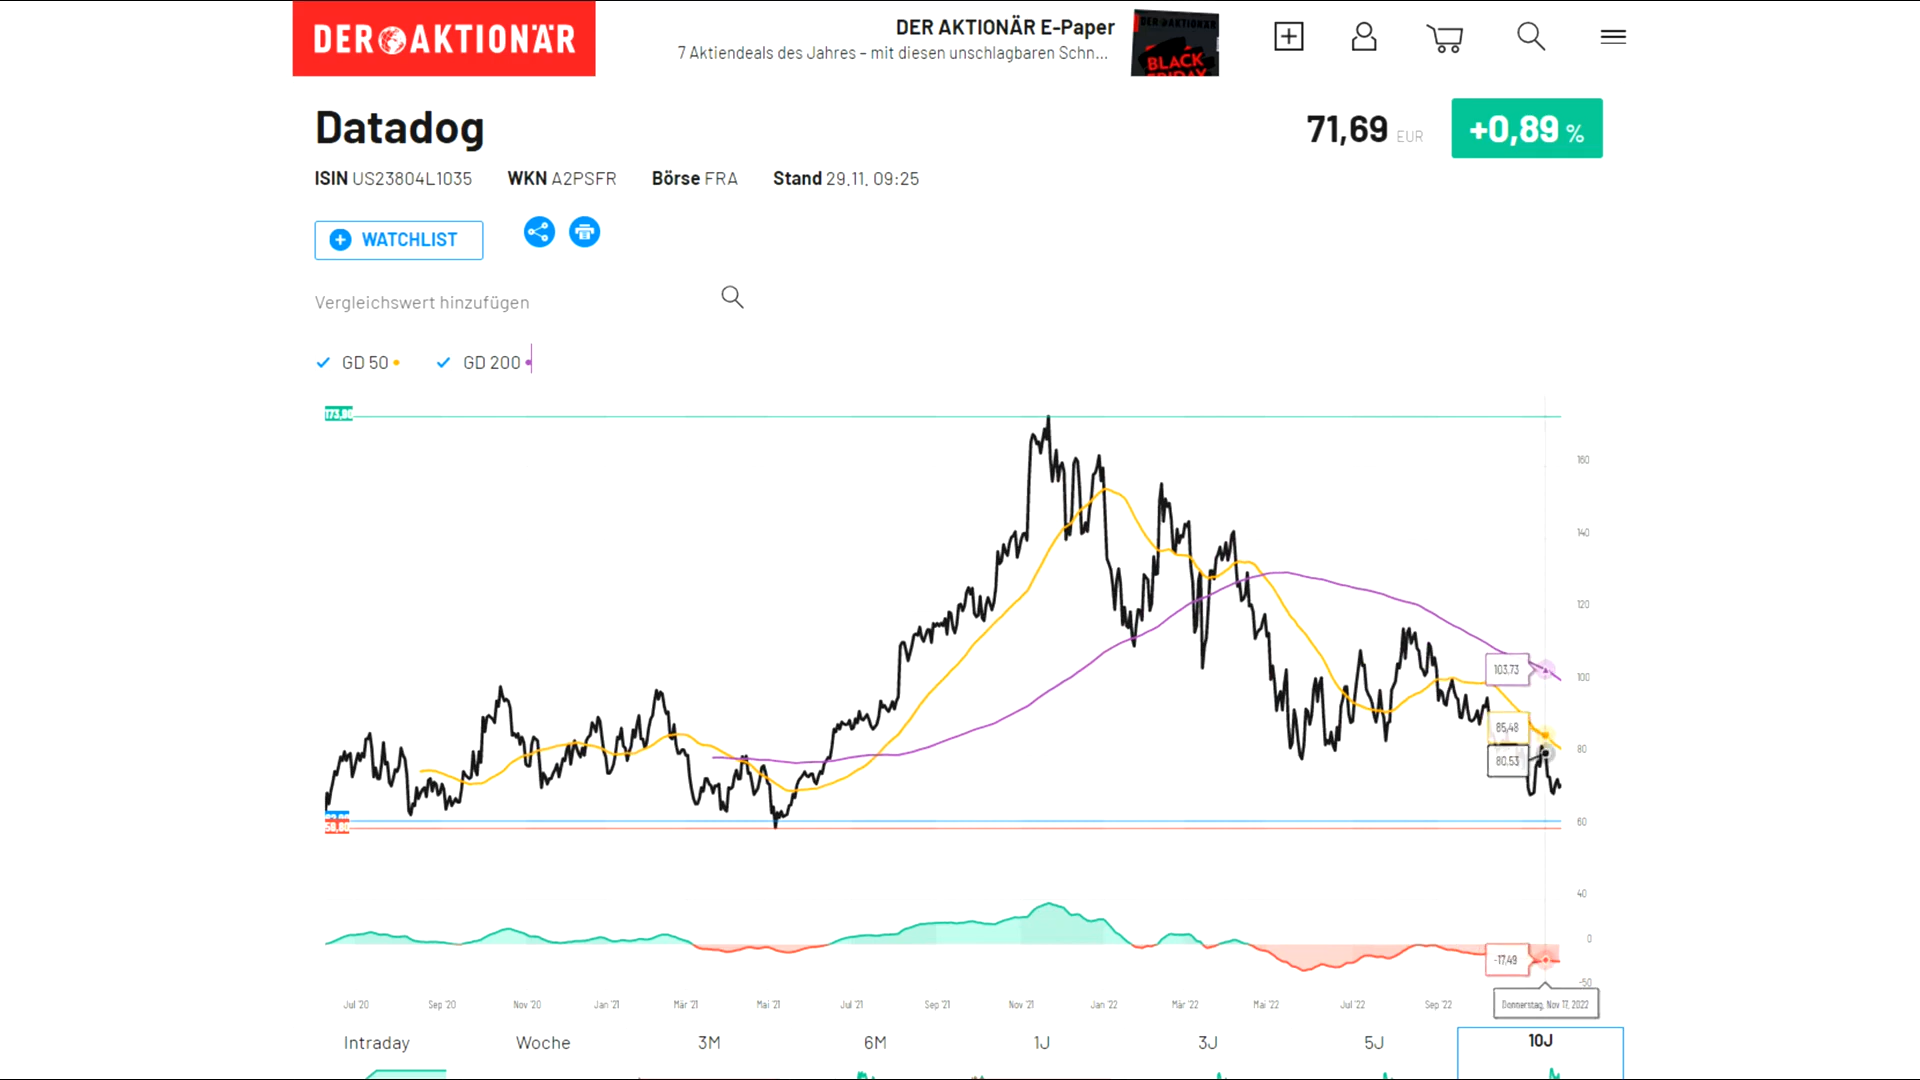 DER AKTIONÄR
DER AKTIONÄR E-Paper
7 Aktiendeals des Jahres – mit diesen unschlagbaren Schn...
DER AKTIONÄR
BLACK
FRIDAY
Datadog
71,69 EUR
+0,89 %
ISIN US23804L1035 WKN A2PSFR Börse FRA Stand 29.11. 09:25
WATCHLIST
Vergleichswert hinzufügen
GD 50 GD 200
173,90
160
140
120
103,73
100
85,48
80
80.53
60
40
0
-17,49
-50
Jul '20 Sep '20 Nov '20 Jan '21 Mär '21 Mai '21 Jul '21 Sep '21 Nov '21 Jan '22 Mär '22 Mai '22 Jul '22 Sep '22 Donnerstag, Nov 17, 2022
Intraday Woche 3M 6M 1J 3J 5J 10J